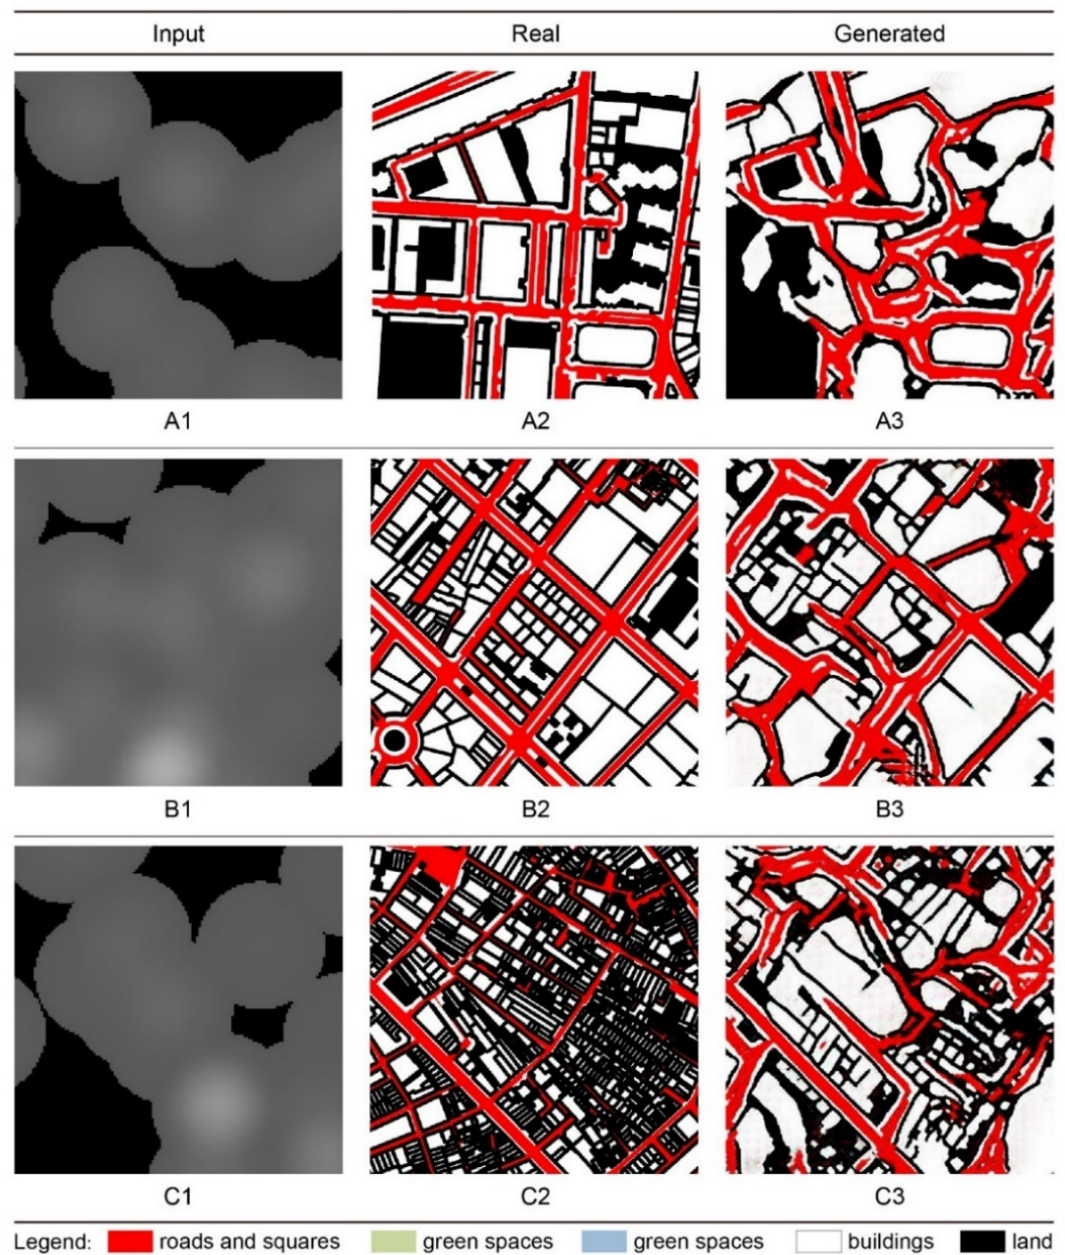 Input Real Generated
A1 A2 A3
B1 B2 B3
C1 C2 C3
Legend: roads and squares green spaces green spaces buildings land